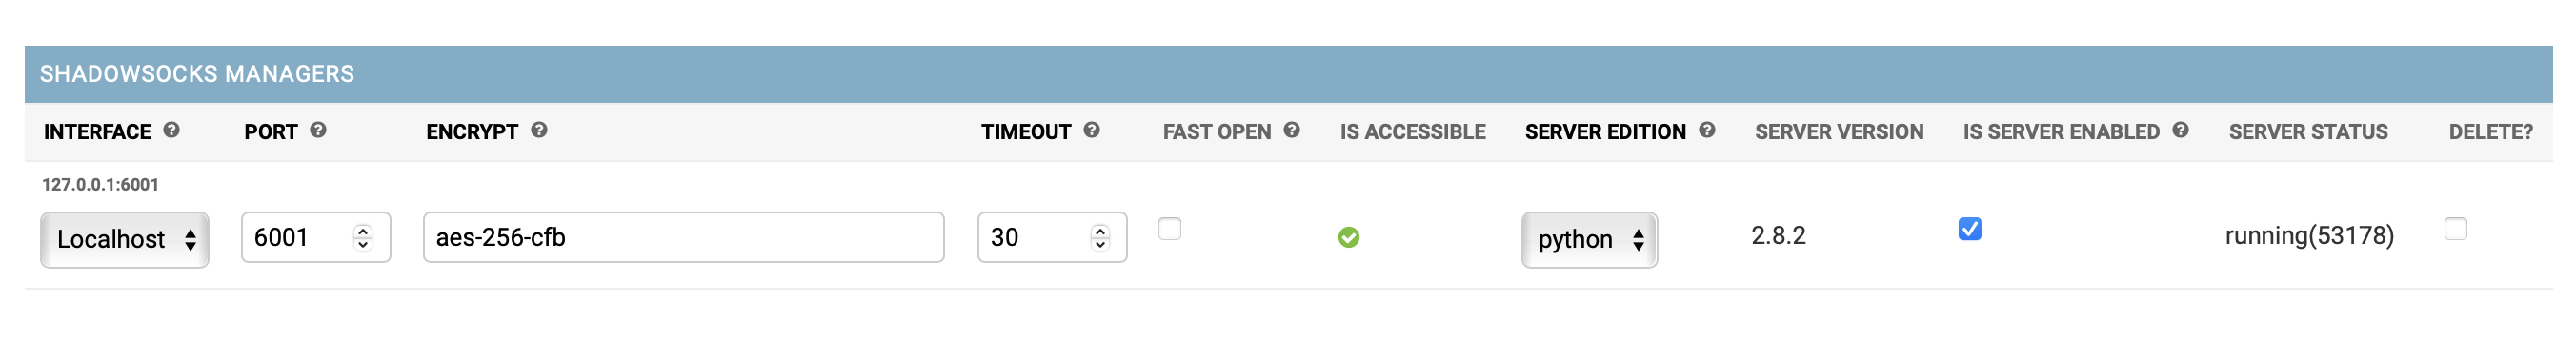 SHADOWSOCKS MANAGERS
INTERFACE PORT ENCRYPT TIMEOUT FAST OPEN IS ACCESSIBLE SERVER EDITION SERVER VERSION IS SERVER ENABLED SERVER STATUS DELETE?
127.0.0.1:6001
Localhost 6001 aes-256-cfb 30 python 2.8.2 running(53178)